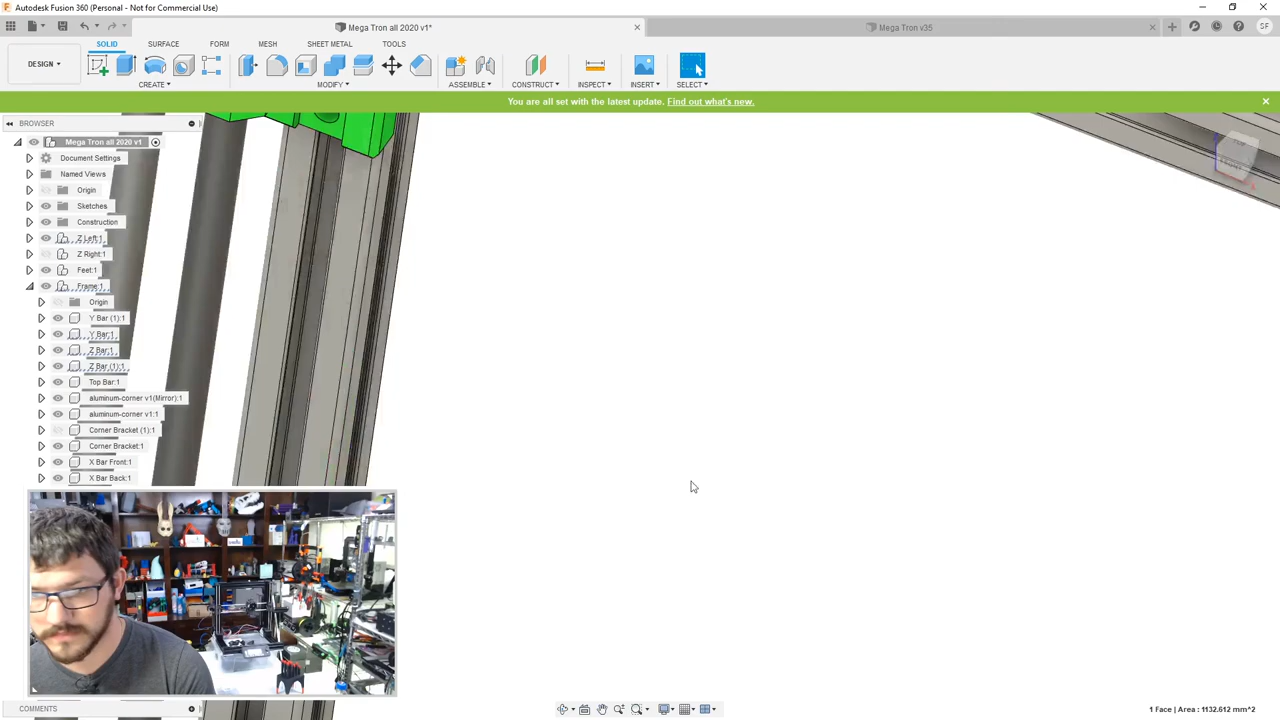 Autodesk Fusion 360 (Personal - Not for Commercial Use)
Mega Tron all 2020 v1*
Mega Tron v35
SF
DESIGN
SOLID
SURFACE
FORM
MESH
SHEET METAL
TOOLS
CREATE
MODIFY
ASSEMBLE
CONSTRUCT
INSPECT
INSERT
SELECT
You are all set with the latest update. Find out what's new.
BROWSER
Mega Tron all 2020 v1
Document Settings
Named Views
Origin
Sketches
Construction
Z Left:1
Z Right:1
Feet:1
Frame:1
Origin
Y Bar (1):1
Y Bar:1
Z Bar:1
Z Bar (1):1
Top Bar:1
aluminum-corner v1(Mirror):1
aluminum-corner v1:1
Corner Bracket (1):1
Corner Bracket:1
X Bar Front:1
X Bar Back:1
TOP
COMMENTS
1 Face | Area : 1132.612 mm^2